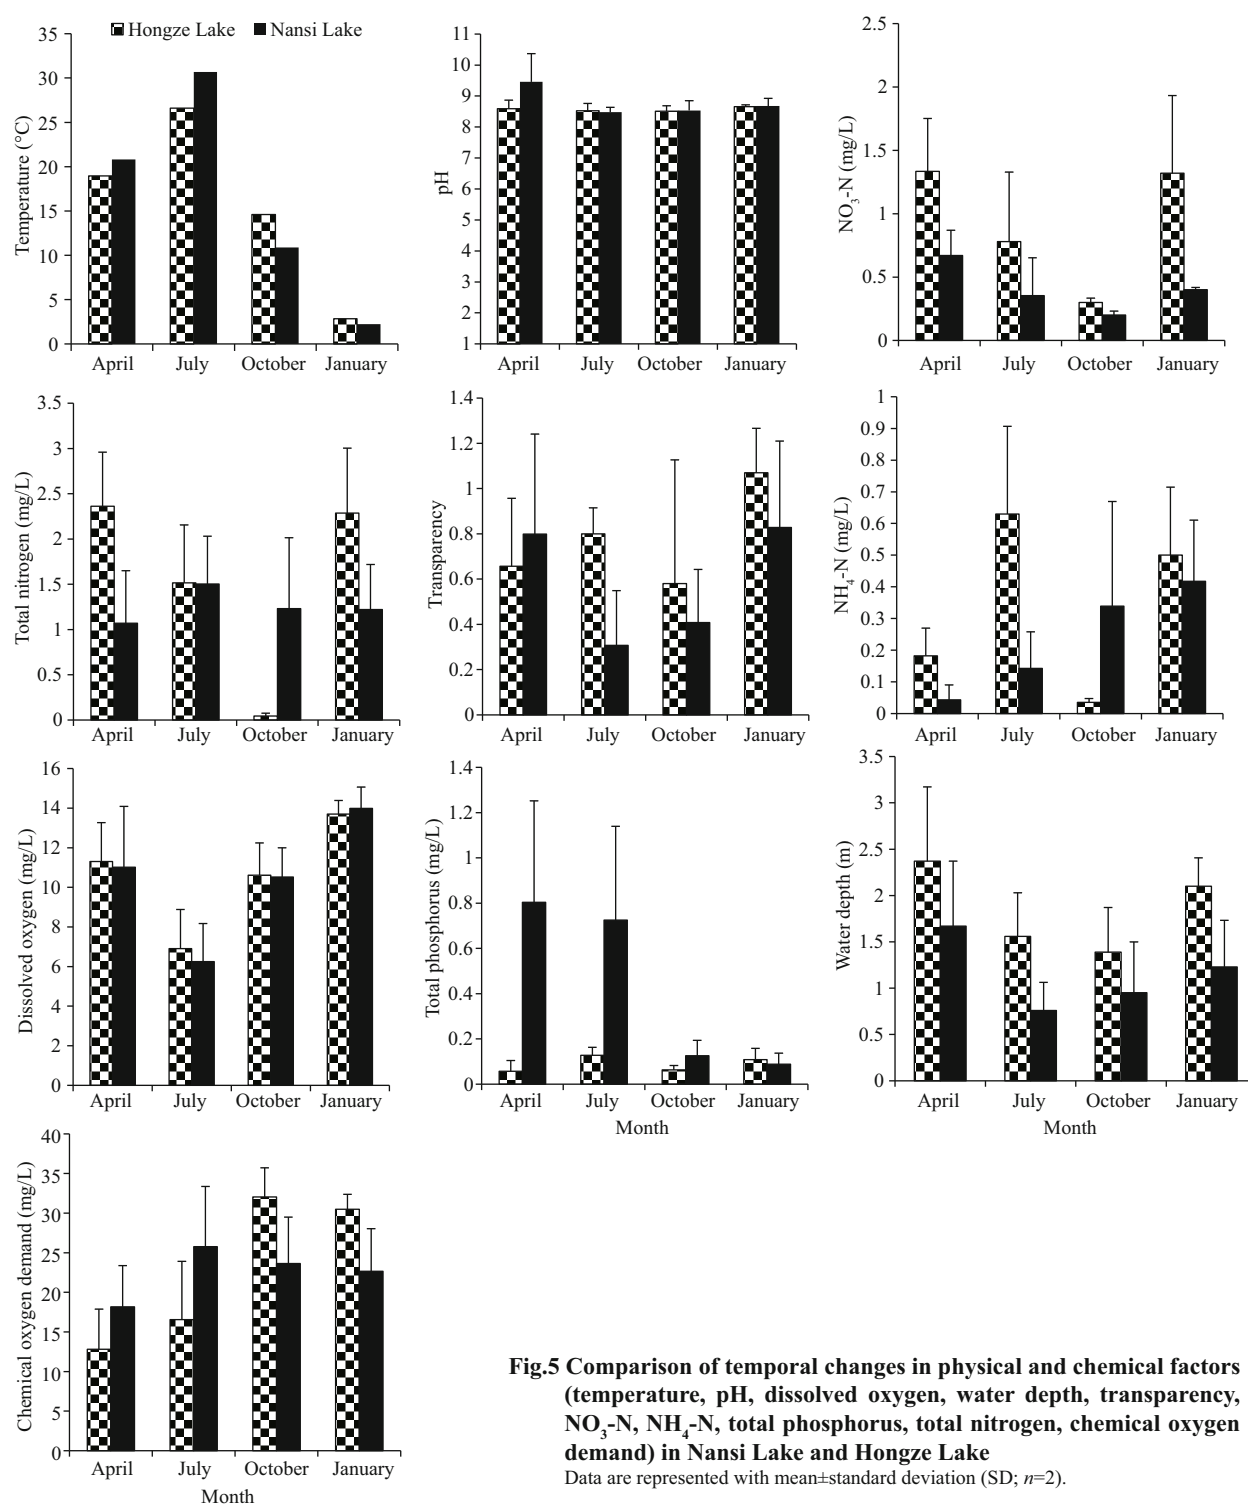 Hongze Lake Nansi Lake
Temperature (°C)
35
30
25
20
15
10
5
0
April July October January
pH
11
10
9
8
7
6
5
4
3
2
1
April July October January
NO3-N (mg/L)
2.5
2
1.5
1
0.5
0
April July October January
Total nitrogen (mg/L)
3.5
3
2.5
2
1.5
1
0.5
0
April July October January
Transparency
1.4
1.2
1
0.8
0.6
0.4
0.2
0
April July October January
NH4-N (mg/L)
1
0.9
0.8
0.7
0.6
0.5
0.4
0.3
0.2
0.1
0
April July October January
Dissolved oxygen (mg/L)
16
14
12
10
8
6
4
2
0
April July October January
Total phosphorus (mg/L)
1.4
1.2
1
0.8
0.6
0.4
0.2
0
April July October January
Month
Water depth (m)
3.5
3
2.5
2
1.5
1
0.5
0
April July October January
Month
Chemical oxygen demand (mg/L)
40
35
30
25
20
15
10
5
0
April July October January
Month
Fig.5 Comparison of temporal changes in physical and chemical factors
(temperature, pH, dissolved oxygen, water depth, transparency,
NO3-N, NH4-N, total phosphorus, total nitrogen, chemical oxygen
demand) in Nansi Lake and Hongze Lake
Data are represented with mean±standard deviation (SD; n=2).